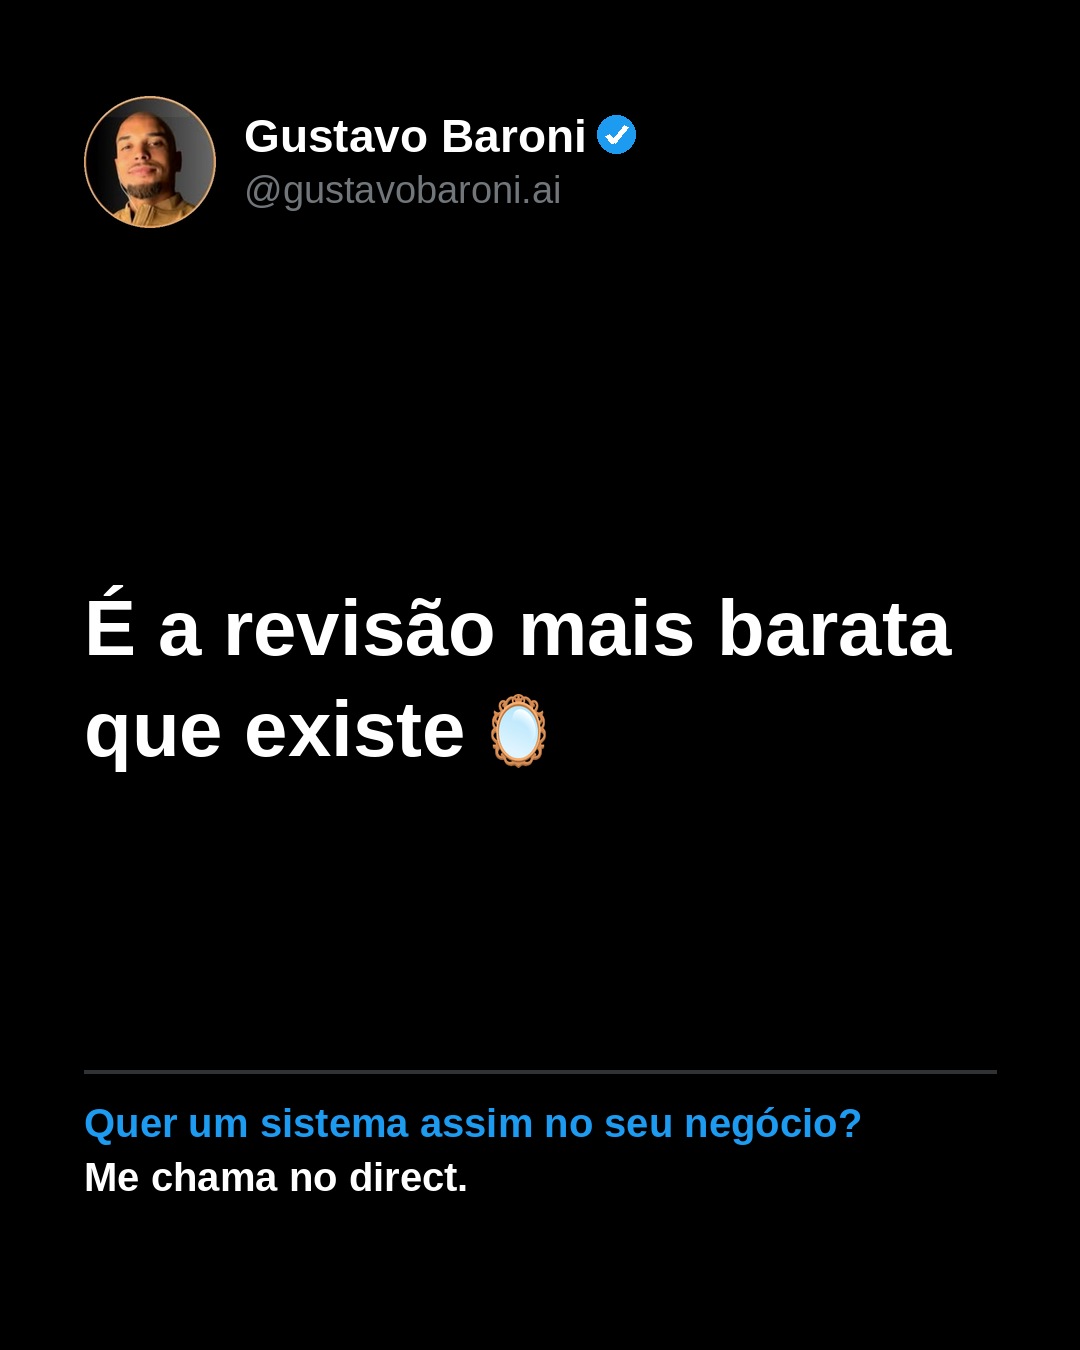 Gustavo Baroni
@gustavobaroni.ai
É a revisão mais barata
que existe 🪞
Quer um sistema assim no seu negócio?
Me chama no direct.